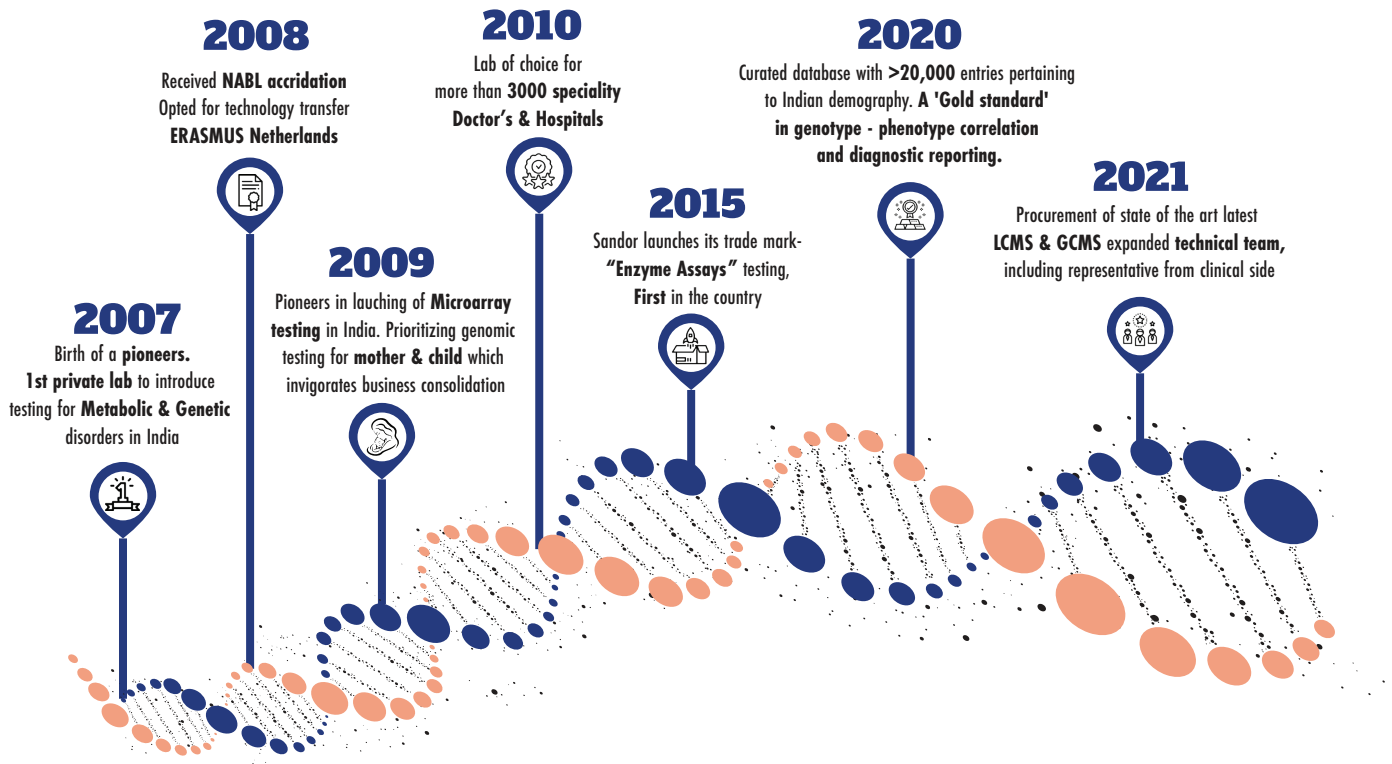 2007
Birth of a pioneers.
1st private lab to introduce
testing for Metabolic & Genetic
disorders in India
1
2008
Received NABL accridation
Opted for technology transfer
ERASMUS Netherlands
2009
Pioneers in lauching of Microarray
testing in India. Prioritizing genomic
testing for mother & child which
invigorates business consolidation
2010
Lab of choice for
more than 3000 speciality
Doctor's & Hospitals
2015
Sandor launches its trade mark-
“Enzyme Assays” testing,
First in the country
2020
Curated database with >20,000 entries pertaining
to Indian demography. A 'Gold standard'
in genotype - phenotype correlation
and diagnostic reporting.
2021
Procurement of state of the art latest
LCMS & GCMS expanded technical team,
including representative from clinical side